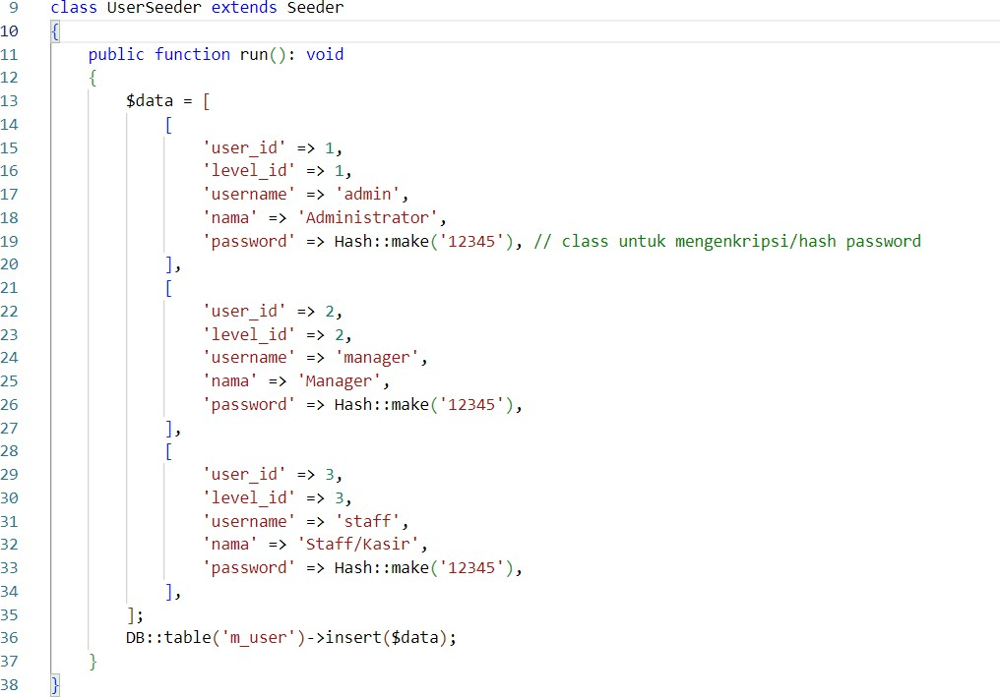 9 class UserSeeder extends Seeder
10 {
11     public function run(): void
12     {
13         $data = [
14             [
15                 'user_id' => 1,
16                 'level_id' => 1,
17                 'username' => 'admin',
18                 'nama' => 'Administrator',
19                 'password' => Hash::make('12345'), // class untuk mengenkripsi/hash password
20             ],
21             [
22                 'user_id' => 2,
23                 'level_id' => 2,
24                 'username' => 'manager',
25                 'nama' => 'Manager',
26                 'password' => Hash::make('12345'),
27             ],
28             [
29                 'user_id' => 3,
30                 'level_id' => 3,
31                 'username' => 'staff',
32                 'nama' => 'Staff/Kasir',
33                 'password' => Hash::make('12345'),
34             ],
35         ];
36         DB::table('m_user')->insert($data);
37     }
38 }